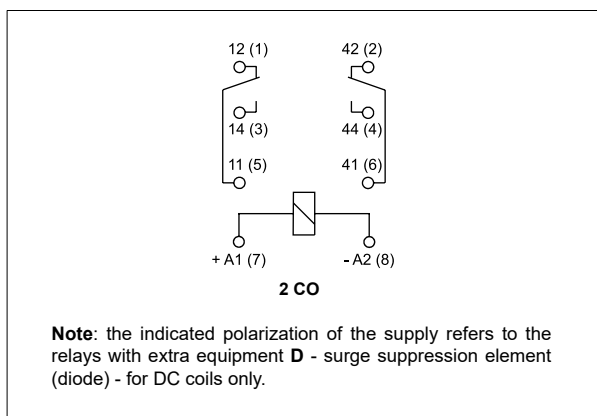 12 (1) 42 (2)
14 (3) 44 (4)
11 (5) 41 (6)
+ A1 (7) - A2 (8)
2 CO
Note: the indicated polarization of the supply refers to the
relays with extra equipment D - surge suppression element
(diode) - for DC coils only.